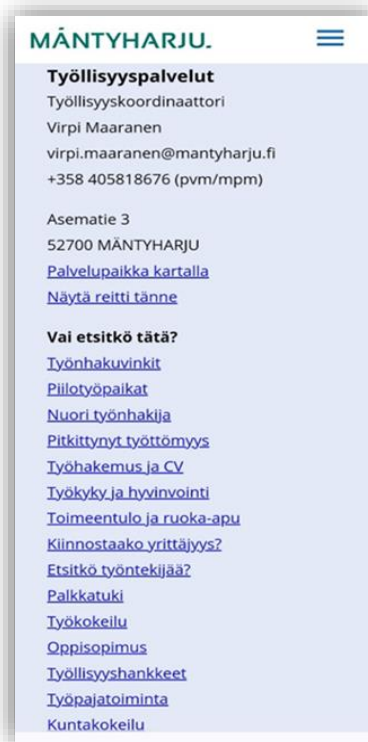 MÄNTYHARJU.
Työllisyyspalvelut
Työllisyyskoordinaattori
Virpi Maaranen
virpi.maaranen@mantyharju.fi
+358 405818676 (pvm/mpm)
Asematie 3
52700 MÄNTYHARJU
Palvelupaikka kartalla
Näytä reitti tänne
Vai etsitkö tätä?
Työnhakuvinkit
Piilotyöpaikat
Nuori työnhakija
Pitkittynyt työttömyys
Työhakemus ja CV
Työkyky ja hyvinvointi
Toimeentulo ja ruoka-apu
Kiinnostaako yrittäjyys?
Etsitkö työntekijää?
Palkkatuki
Työkokeilu
Oppisopimus
Työllisyyshankkeet
Työpajatoiminta
Kuntakokeilu